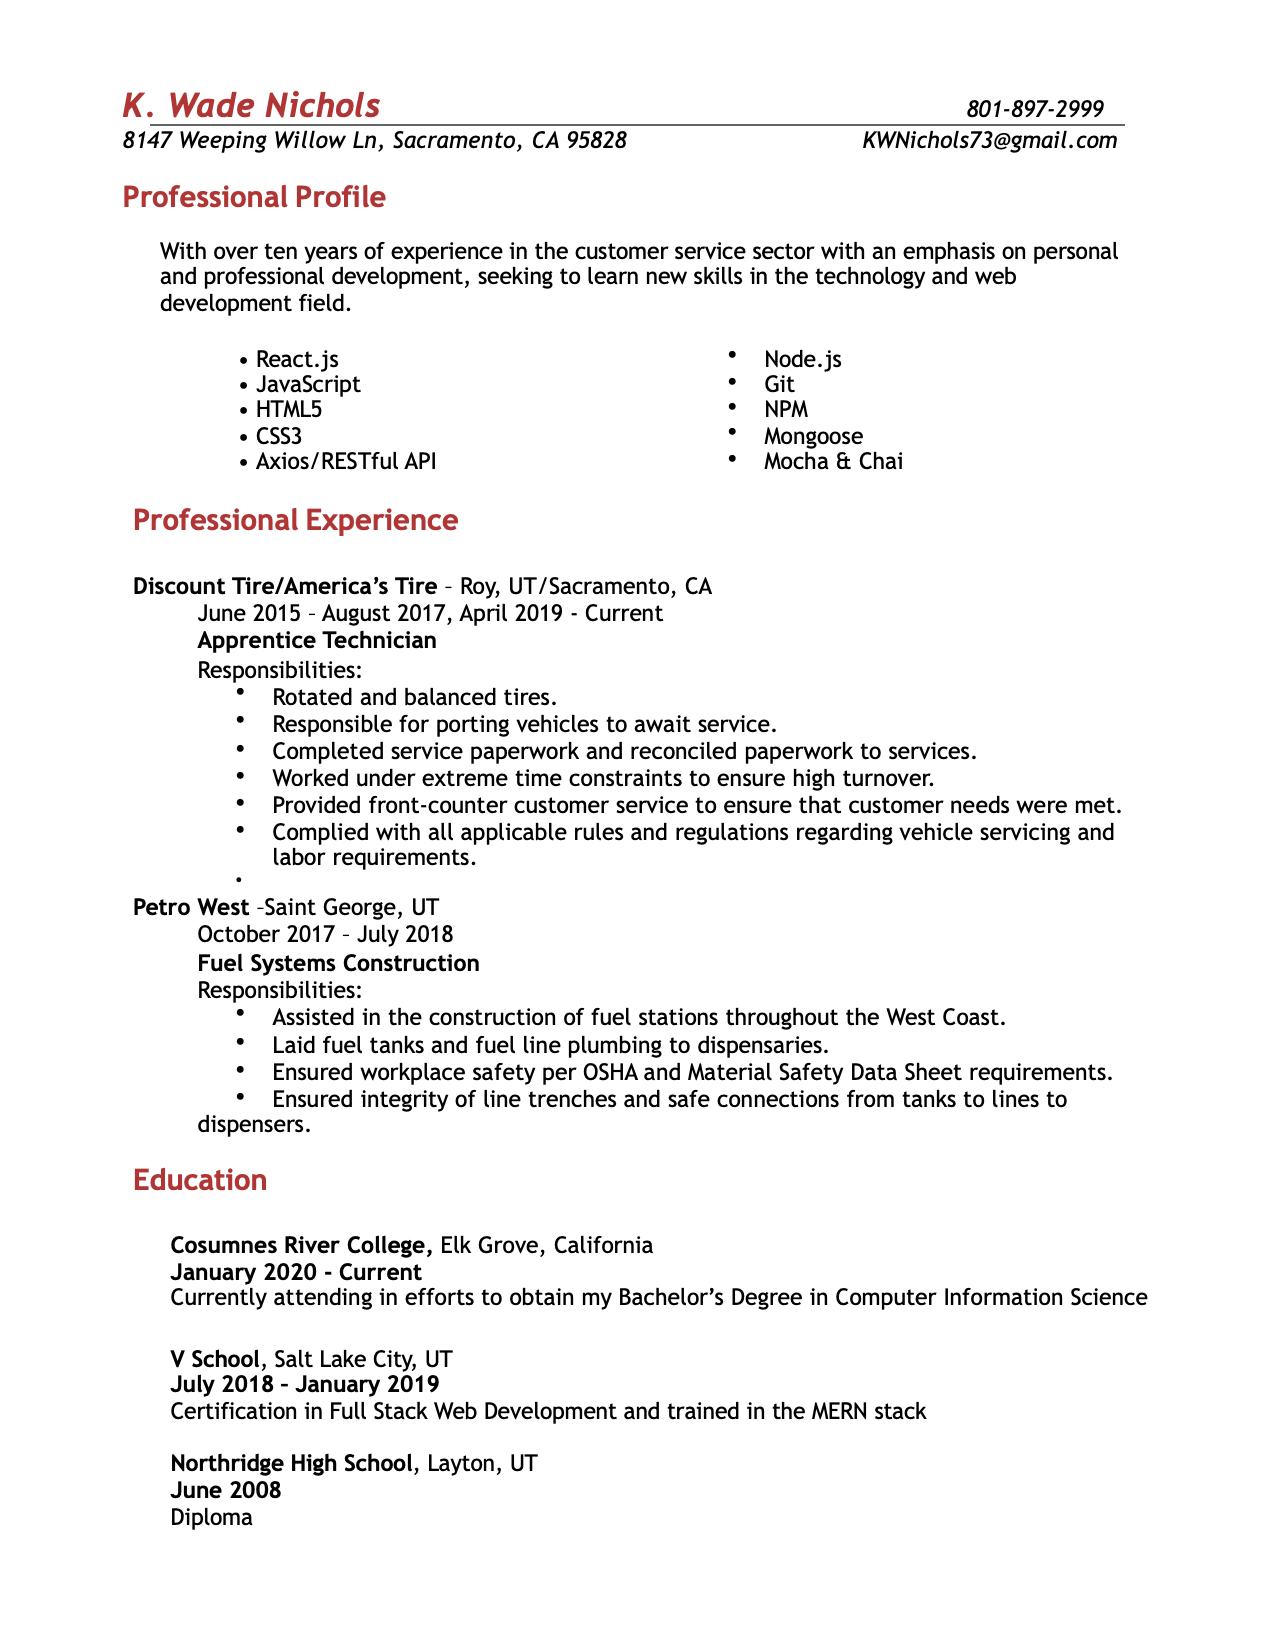 K. Wade Nichols 801-897-2999
8147 Weeping Willow Ln, Sacramento, CA 95828 KWNichols73@gmail.com
Professional Profile
With over ten years of experience in the customer service sector with an emphasis on personal
and professional development, seeking to learn new skills in the technology and web
development field.
• React.js
• JavaScript
• HTML5
• CSS3
• Axios/RESTful API
• Node.js
• Git
• NPM
• Mongoose
• Mocha & Chai
Professional Experience
Discount Tire/America’s Tire – Roy, UT/Sacramento, CA
June 2015 – August 2017, April 2019 - Current
Apprentice Technician
Responsibilities:
• Rotated and balanced tires.
• Responsible for porting vehicles to await service.
• Completed service paperwork and reconciled paperwork to services.
• Worked under extreme time constraints to ensure high turnover.
• Provided front-counter customer service to ensure that customer needs were met.
• Complied with all applicable rules and regulations regarding vehicle servicing and
labor requirements.
•
Petro West –Saint George, UT
October 2017 – July 2018
Fuel Systems Construction
Responsibilities:
• Assisted in the construction of fuel stations throughout the West Coast.
• Laid fuel tanks and fuel line plumbing to dispensaries.
• Ensured workplace safety per OSHA and Material Safety Data Sheet requirements.
• Ensured integrity of line trenches and safe connections from tanks to lines to
dispensers.
Education
Cosumnes River College, Elk Grove, California
January 2020 - Current
Currently attending in efforts to obtain my Bachelor’s Degree in Computer Information Science
V School, Salt Lake City, UT
July 2018 – January 2019
Certification in Full Stack Web Development and trained in the MERN stack
Northridge High School, Layton, UT
June 2008
Diploma